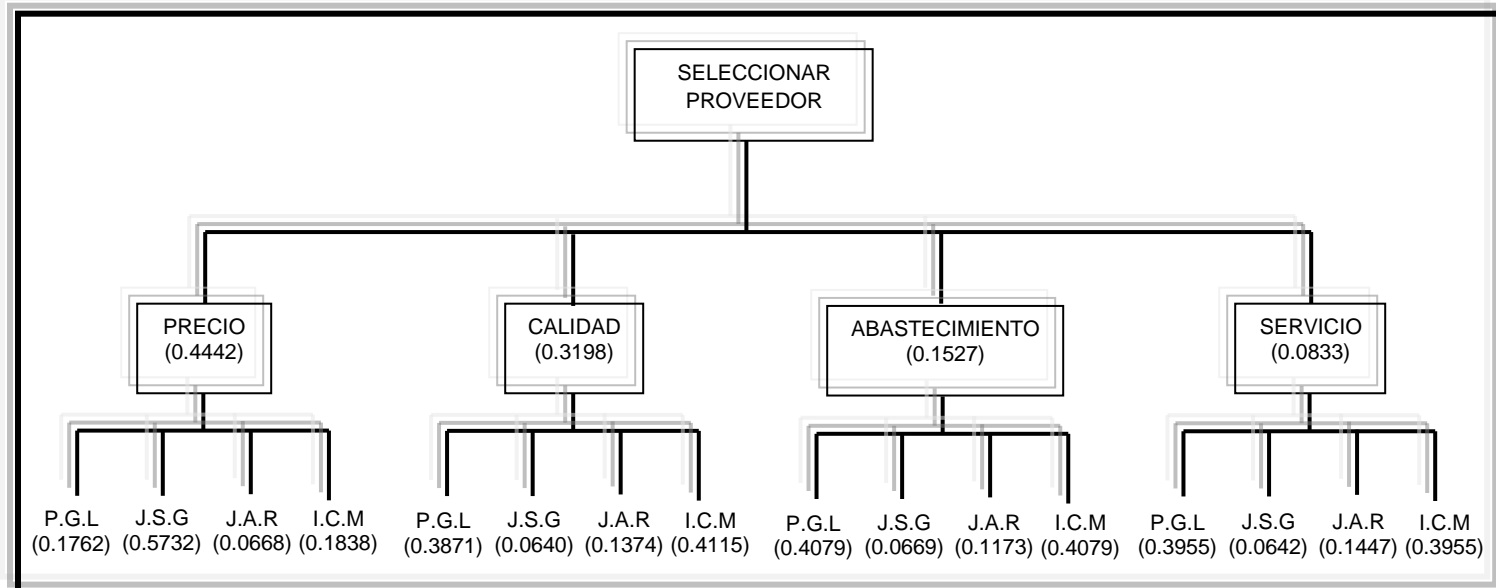 SELECCIONAR
PROVEEDOR
PRECIO
(0.4442)
CALIDAD
(0.3198)
ABASTECIMIENTO
(0.1527)
SERVICIO
(0.0833)
P.G.L
(0.1762)
J.S.G
(0.5732)
J.A.R
(0.0668)
I.C.M
(0.1838)
P.G.L
(0.3871)
J.S.G
(0.0640)
J.A.R
(0.1374)
I.C.M
(0.4115)
P.G.L
(0.4079)
J.S.G
(0.0669)
J.A.R
(0.1173)
I.C.M
(0.4079)
P.G.L
(0.3955)
J.S.G
(0.0642)
J.A.R
(0.1447)
I.C.M
(0.3955)